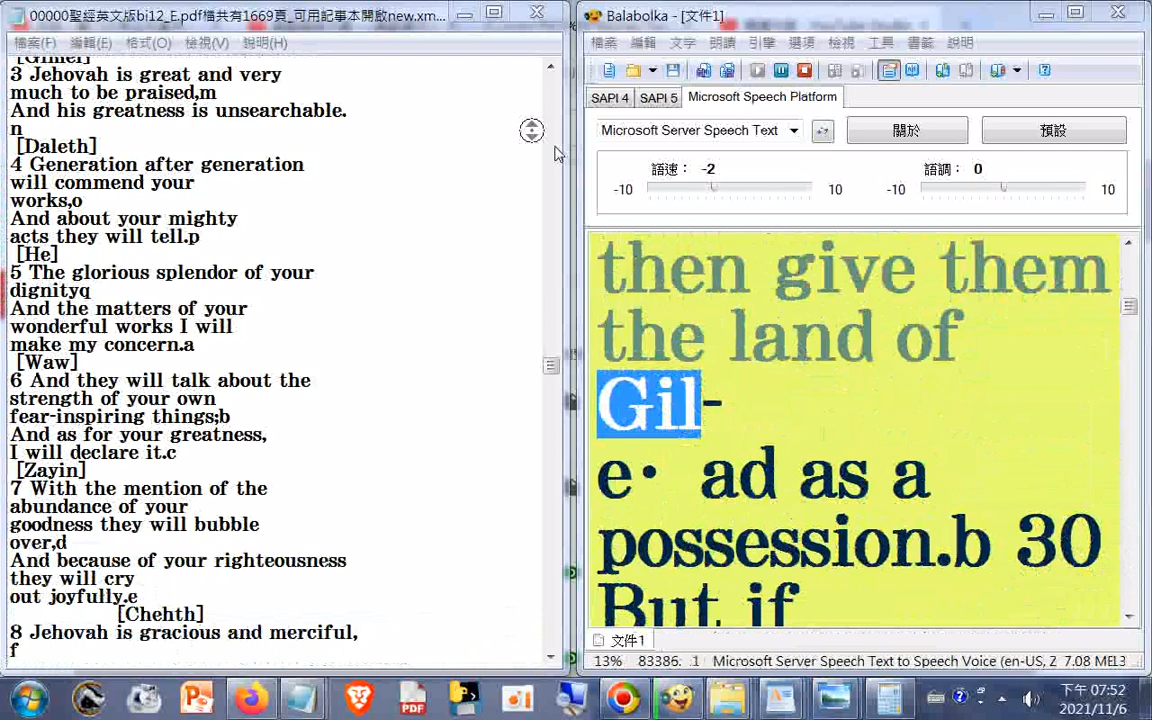 00000聖經英文版bi12_E.pdf檔共有1669頁_可用記事本開啟new.xm...
檔案(F) 編輯(E) 格式(O) 檢視(V) 說明(H)
[Gimel]
3 Jehovah is great and very
much to be praised,m
And his greatness is unsearchable.
n
[Daleth]
4 Generation after generation
will commend your
works,o
And about your mighty
acts they will tell.p
[He]
5 The glorious splendor of your
dignityq
And the matters of your
wonderful works I will
make my concern.a
[Waw]
6 And they will talk about the
strength of your own
fear-inspiring things;b
And as for your greatness,
I will declare it.c
[Zayin]
7 With the mention of the
abundance of your
goodness they will bubble
over,d
And because of your righteousness
they will cry
out joyfully.e
[Chehth]
8 Jehovah is gracious and merciful,
f
Balabolka - [文件1]
檔案 編輯 文字 朗讀 引擎 選項 檢視 工具 書籤 說明
SAPI 4 SAPI 5 Microsoft Speech Platform
Microsoft Server Speech Text 關於 預設
語速： -2 語調： 0
-10 10 -10 10
then give them
the land of
Gil-
e· ad as a
possession.b 30
But if
文件1
13% 83386. 1 Microsoft Server Speech Text to Speech Voice (en-US, 2 7.08 MEL3
PDF
下午 07:52
2021/11/6